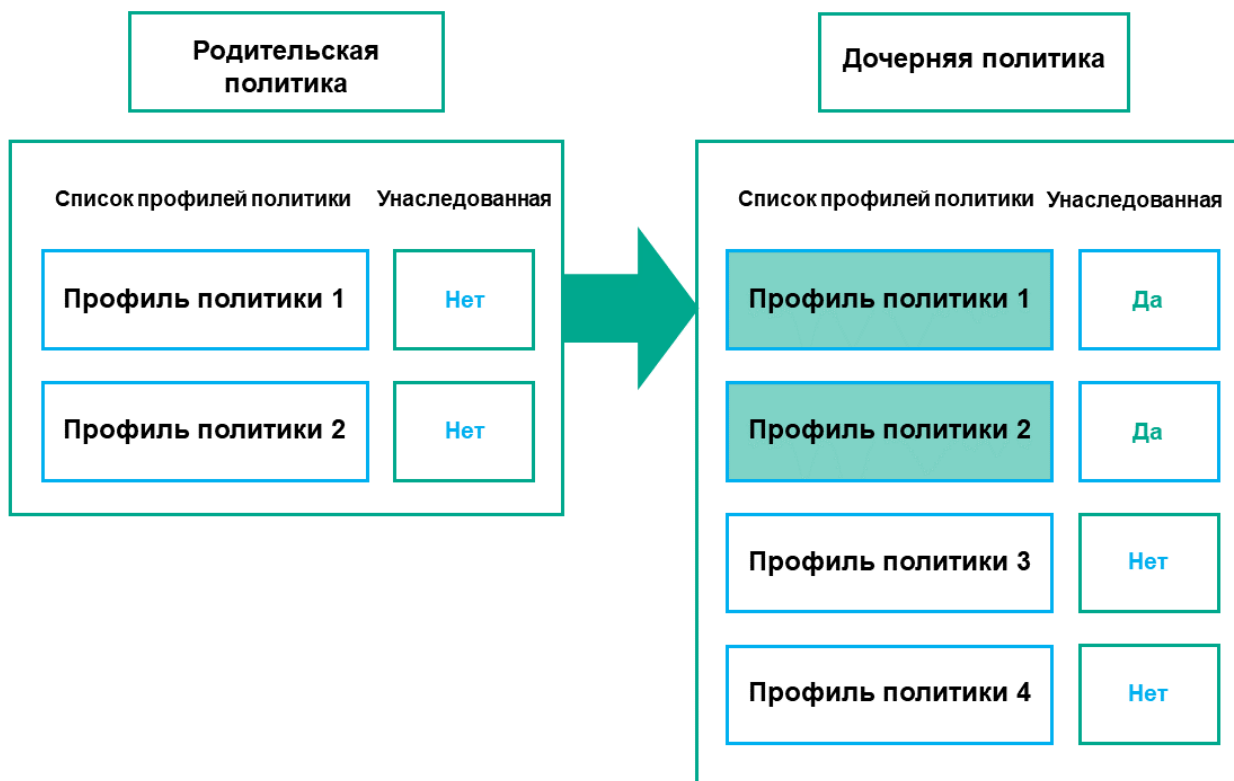 Родительская
политика
Дочерняя политика
Список профилей политики Унаследованная
Профиль политики 1 Нет
Профиль политики 2 Нет
Список профилей политики Унаследованная
Профиль политики 1 Да
Профиль политики 2 Да
Профиль политики 3 Нет
Профиль политики 4 Нет